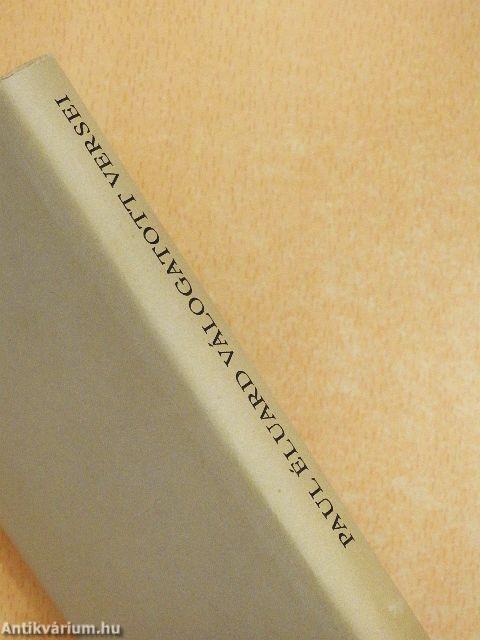 PAUL ÉLUARD VÁLOGATOTT VERSEI
Antikvárium.hu